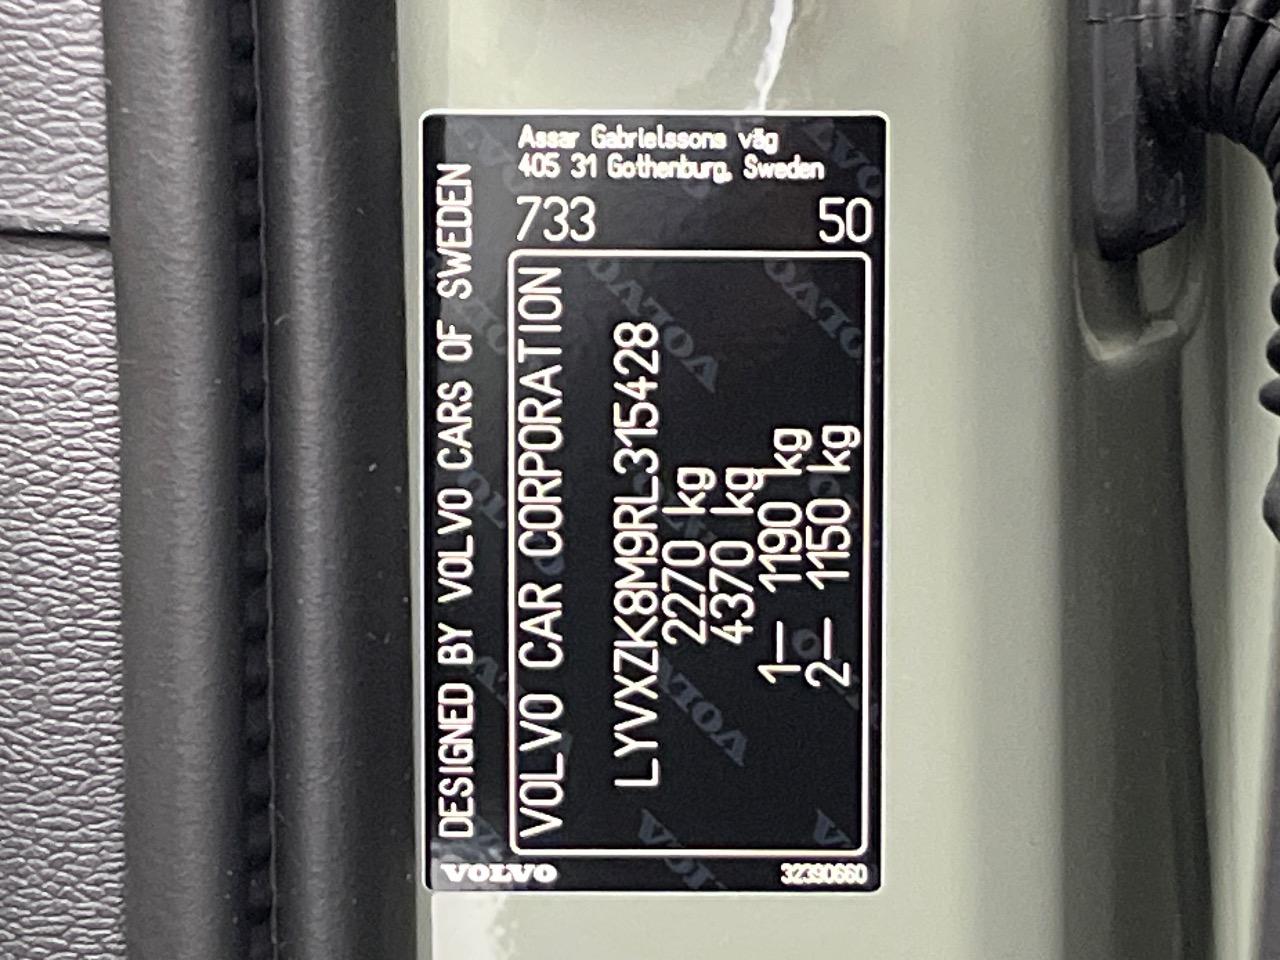 Assar Gabrielssons väg
405 31 Gothenburg, Sweden
733 50
DESIGNED BY VOLVO CARS OF SWEDEN
VOLVO CAR CORPORATION
LYVXZK8M9RL315428
2270 kg
4370 kg
1– 1190 kg
2– 1150 kg
VOLVO
32390660